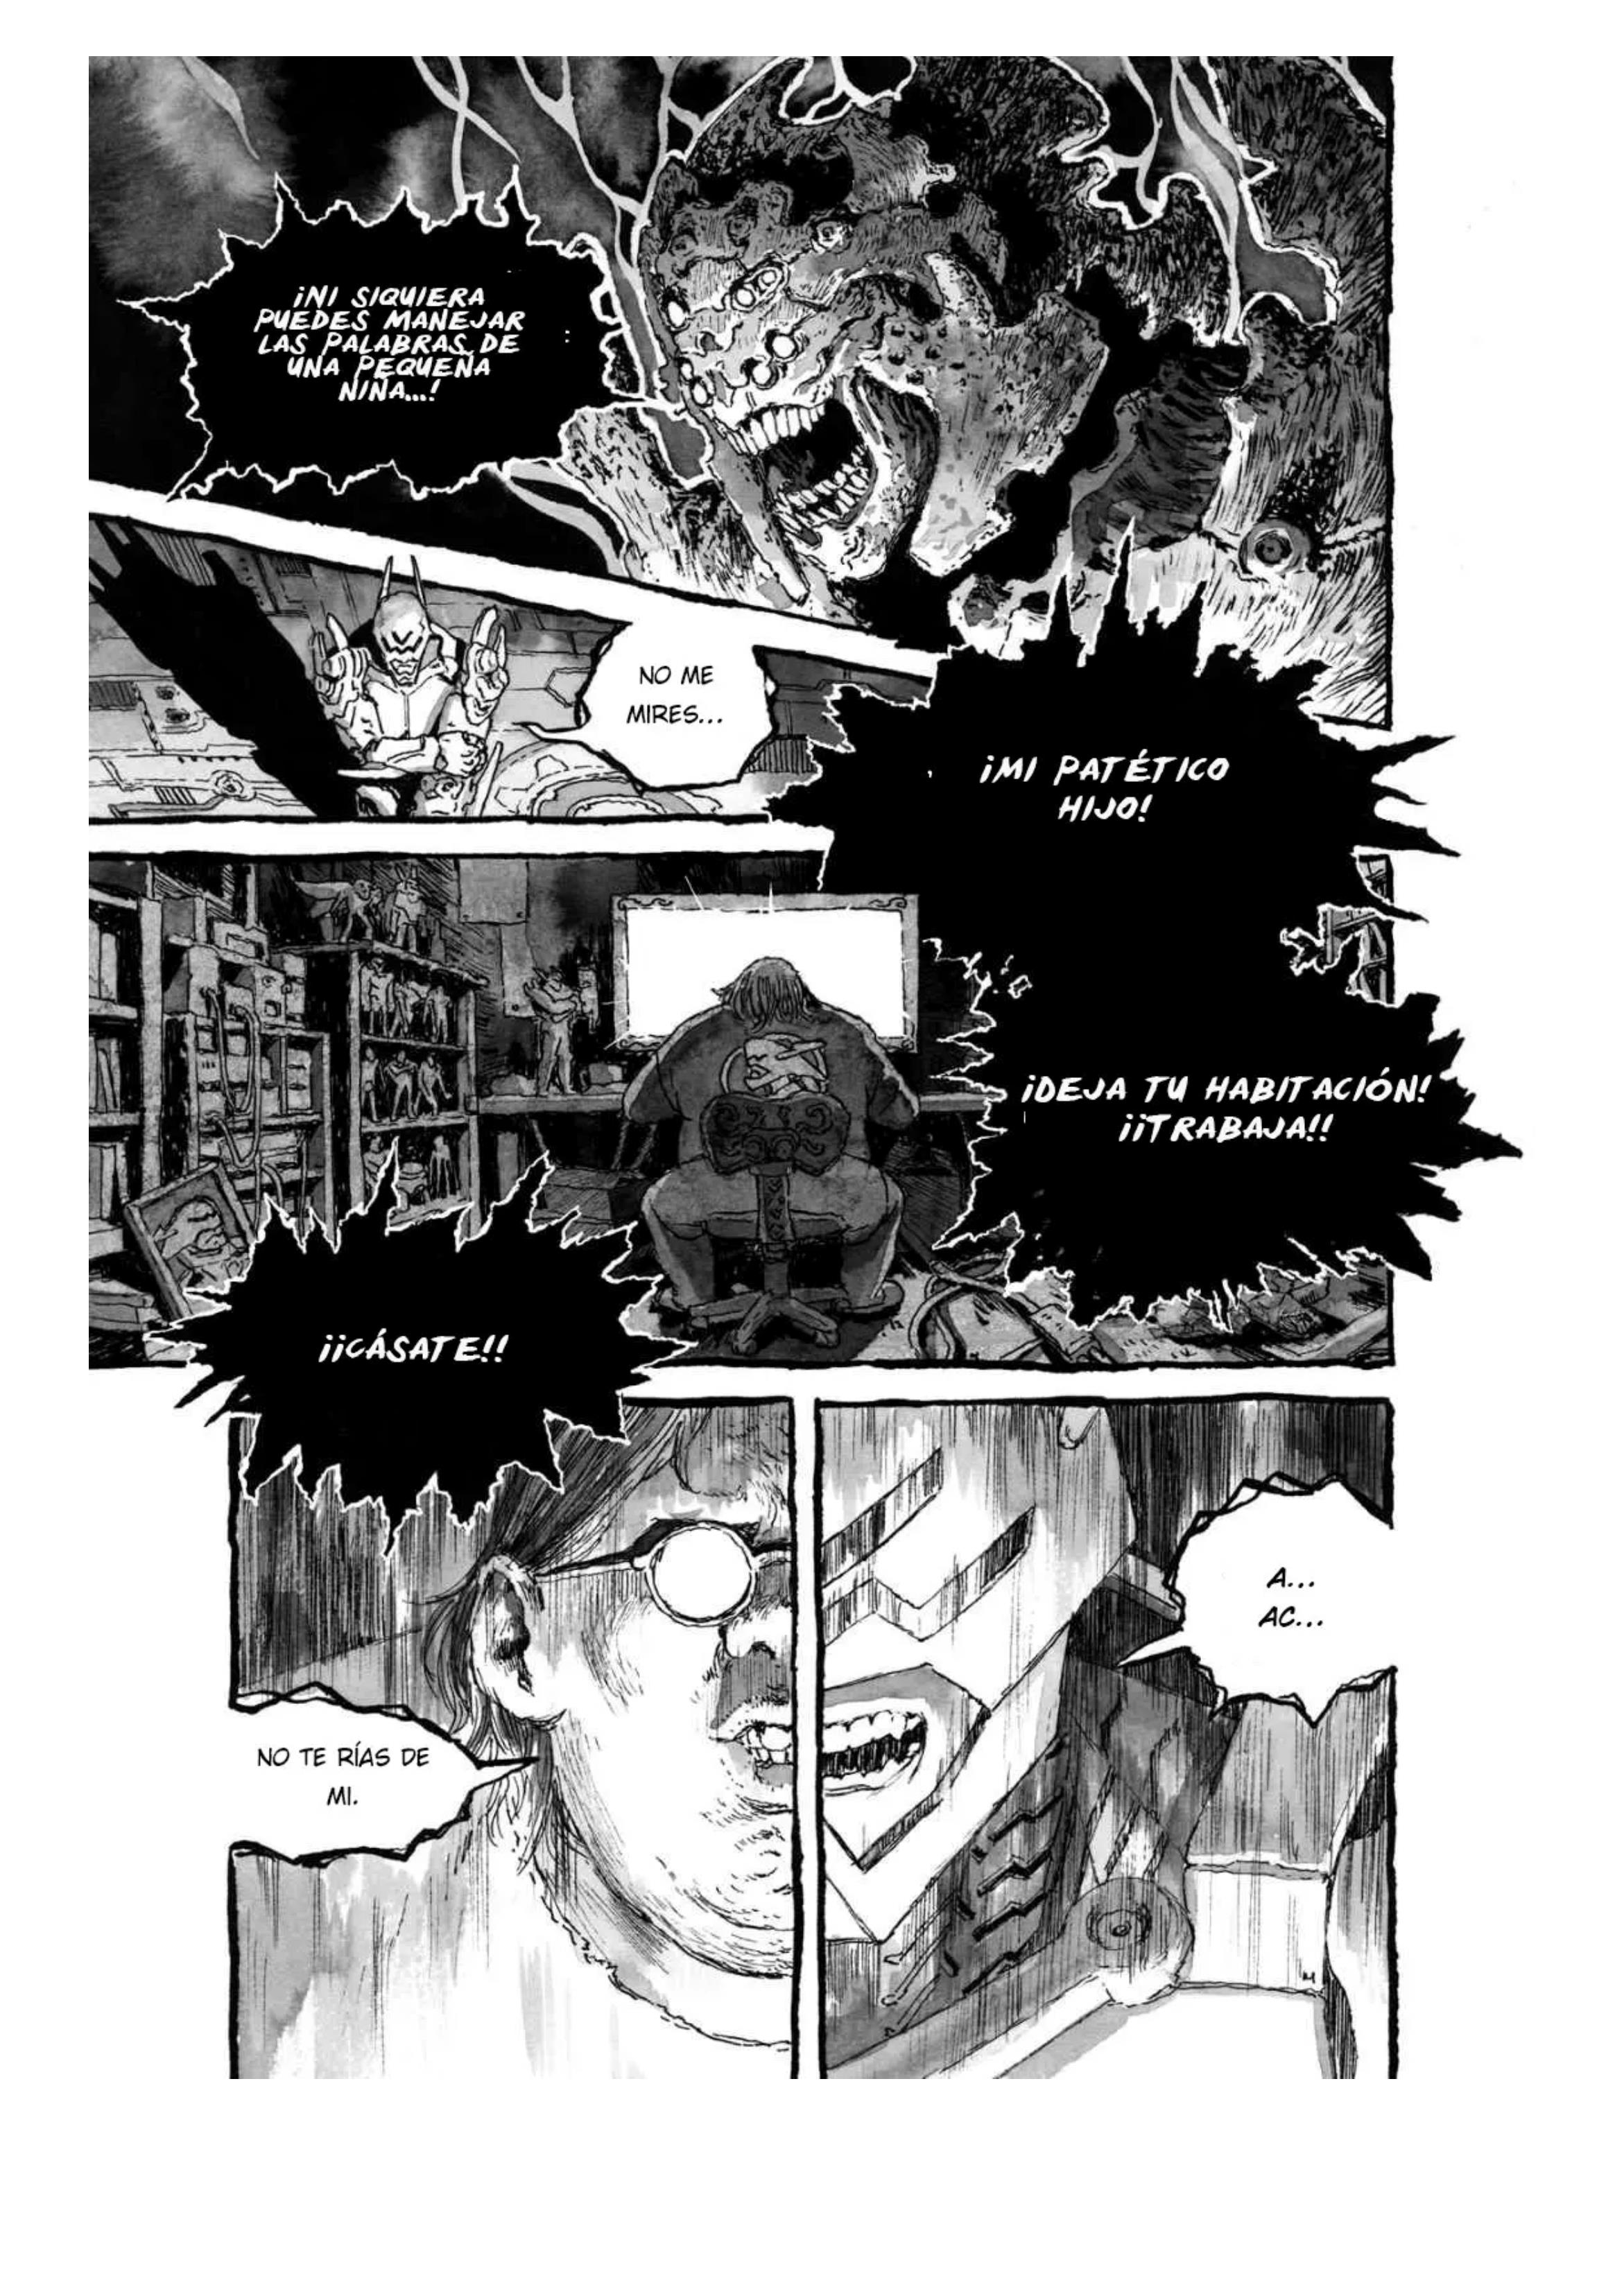 ¡NI SIQUIERA
PUEDES MANEJAR
LAS PALABRAS DE
UNA PEQUEÑA
NIÑA...!
NO ME
MIRES...
¡MI PATÉTICO
HIJO!
¡DEJA TU HABITACIÓN!
¡¡TRABAJA!!
¡¡CÁSATE!!
NO TE RÍAS DE
MI.
A...
AC...